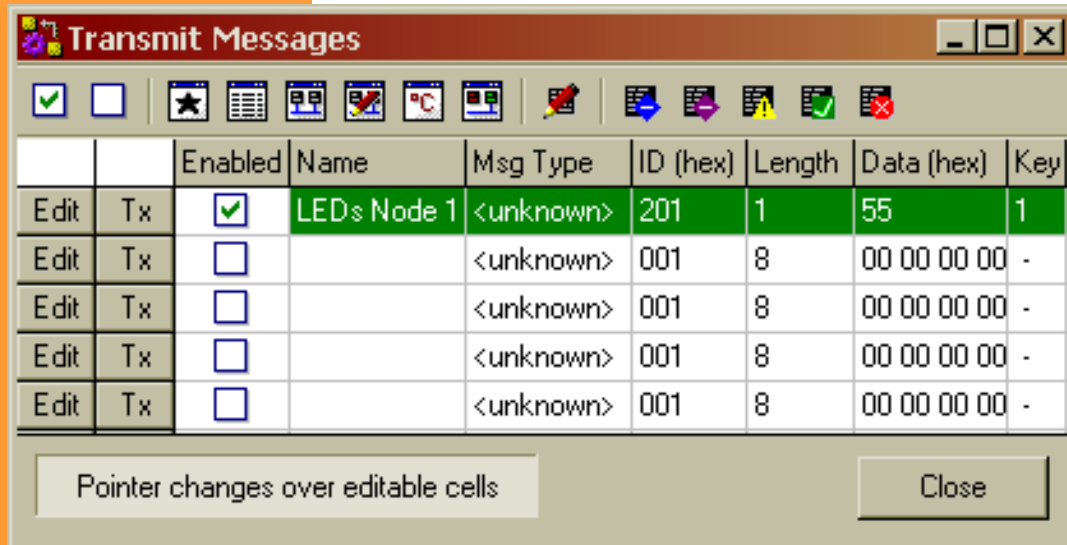 Transmit Messages
°C
Enabled Name Msg Type ID (hex) Length Data (hex) Key
Edit Tx LEDs Node 1 <unknown> 201 1 55 1
Edit Tx <unknown> 001 8 00 00 00 00 -
Edit Tx <unknown> 001 8 00 00 00 00 -
Edit Tx <unknown> 001 8 00 00 00 00 -
Edit Tx <unknown> 001 8 00 00 00 00 -
Pointer changes over editable cells Close